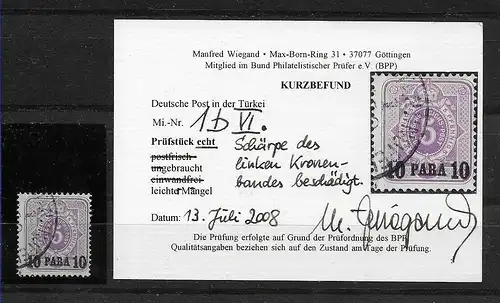 Manfred Wiegand • Max-Born-Ring 31 • 37077 Göttingen
Mitglied im Bund Philatelistischer Prüfer e.V. (BPP)
KURZBEFUND
Deutsche Post in der Türkei
Mi.-Nr. 1b VI.
Prüfstück echt
postfrisch
ungebraucht
einwandfrei
leichter Mängel
Schärpe des
linken Kronen-
bandes beschädigt.
Datum: 13. Juli 2008
Die Prüfung erfolgte auf Grund der Prüfordnung des BPP.
Qualitätsangaben beziehen sich auf den Zustand am Tage der Prüfung.
5
10 PARA 10
5
10 PARA 10